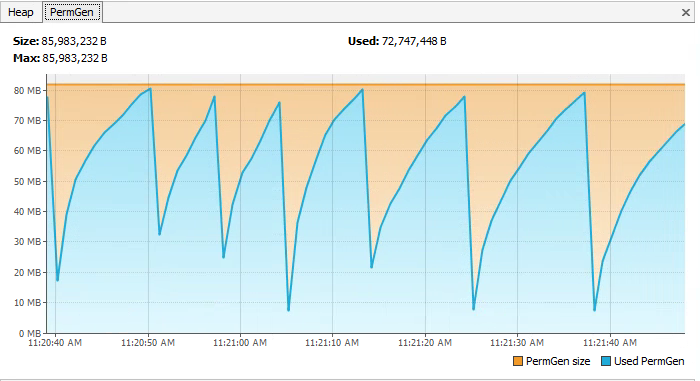 Heap PermGen
Size: 85,983,232 B Used: 72,747,448 B
Max: 85,983,232 B
80 MB
70 MB
60 MB
50 MB
40 MB
30 MB
20 MB
10 MB
0 MB
11:20:40 AM 11:20:50 AM 11:21:00 AM 11:21:10 AM 11:21:20 AM 11:21:30 AM 11:21:40 AM
PermGen size Used PermGen